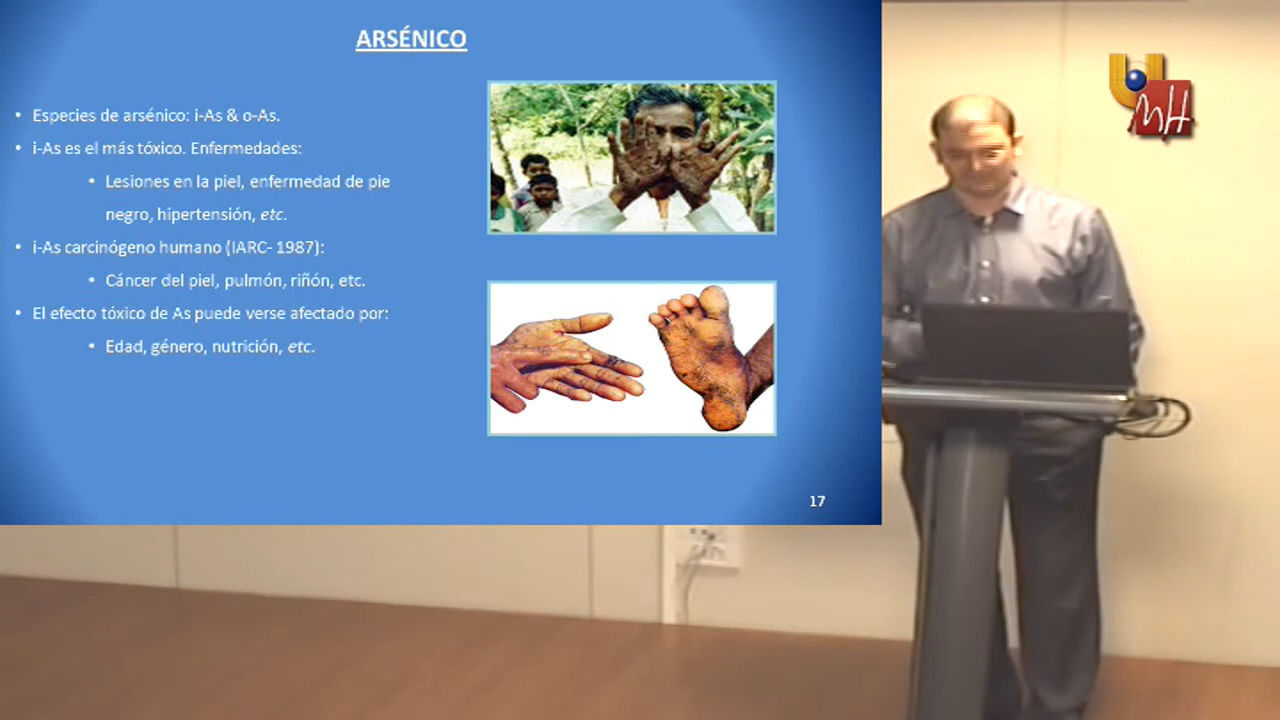 ARSÉNICO
• Especies de arsénico: i-As & o-As.
• i-As es el más tóxico. Enfermedades:
• Lesiones en la piel, enfermedad de pie
negro, hipertensión, etc.
• i-As carcinógeno humano (IARC- 1987):
• Cáncer del piel, pulmón, riñón, etc.
• El efecto tóxico de As puede verse afectado por:
• Edad, género, nutrición, etc.
17
U
MH